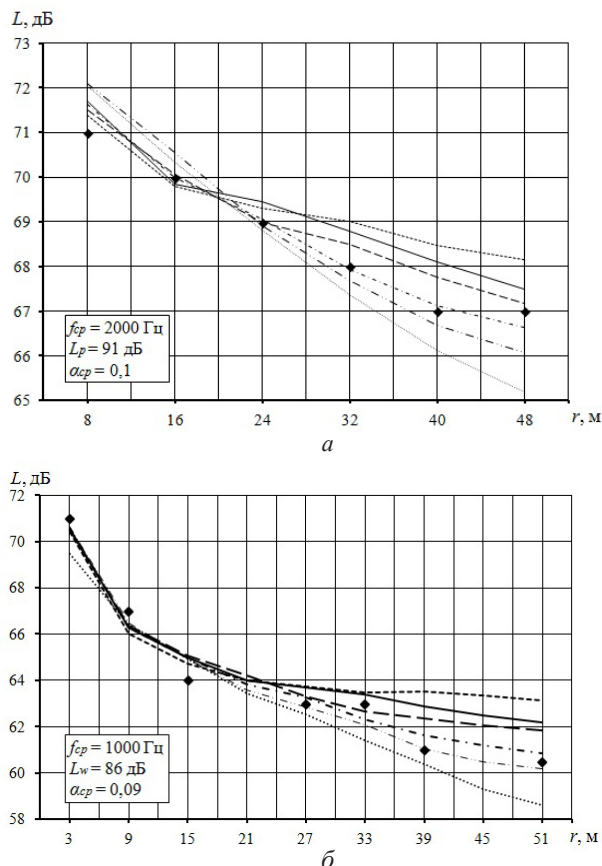 L, дБ
73
72
71
70
69
68
67
66
65
fср = 2000 Гц
Lр = 91 дБ
αср = 0,1
8 16 24 32 40 48 r, м
а
L, дБ
72
70
68
66
64
62
60
58
fср = 1000 Гц
Lw = 86 дБ
αср = 0,09
3 9 15 21 27 33 39 45 51 r, м
б